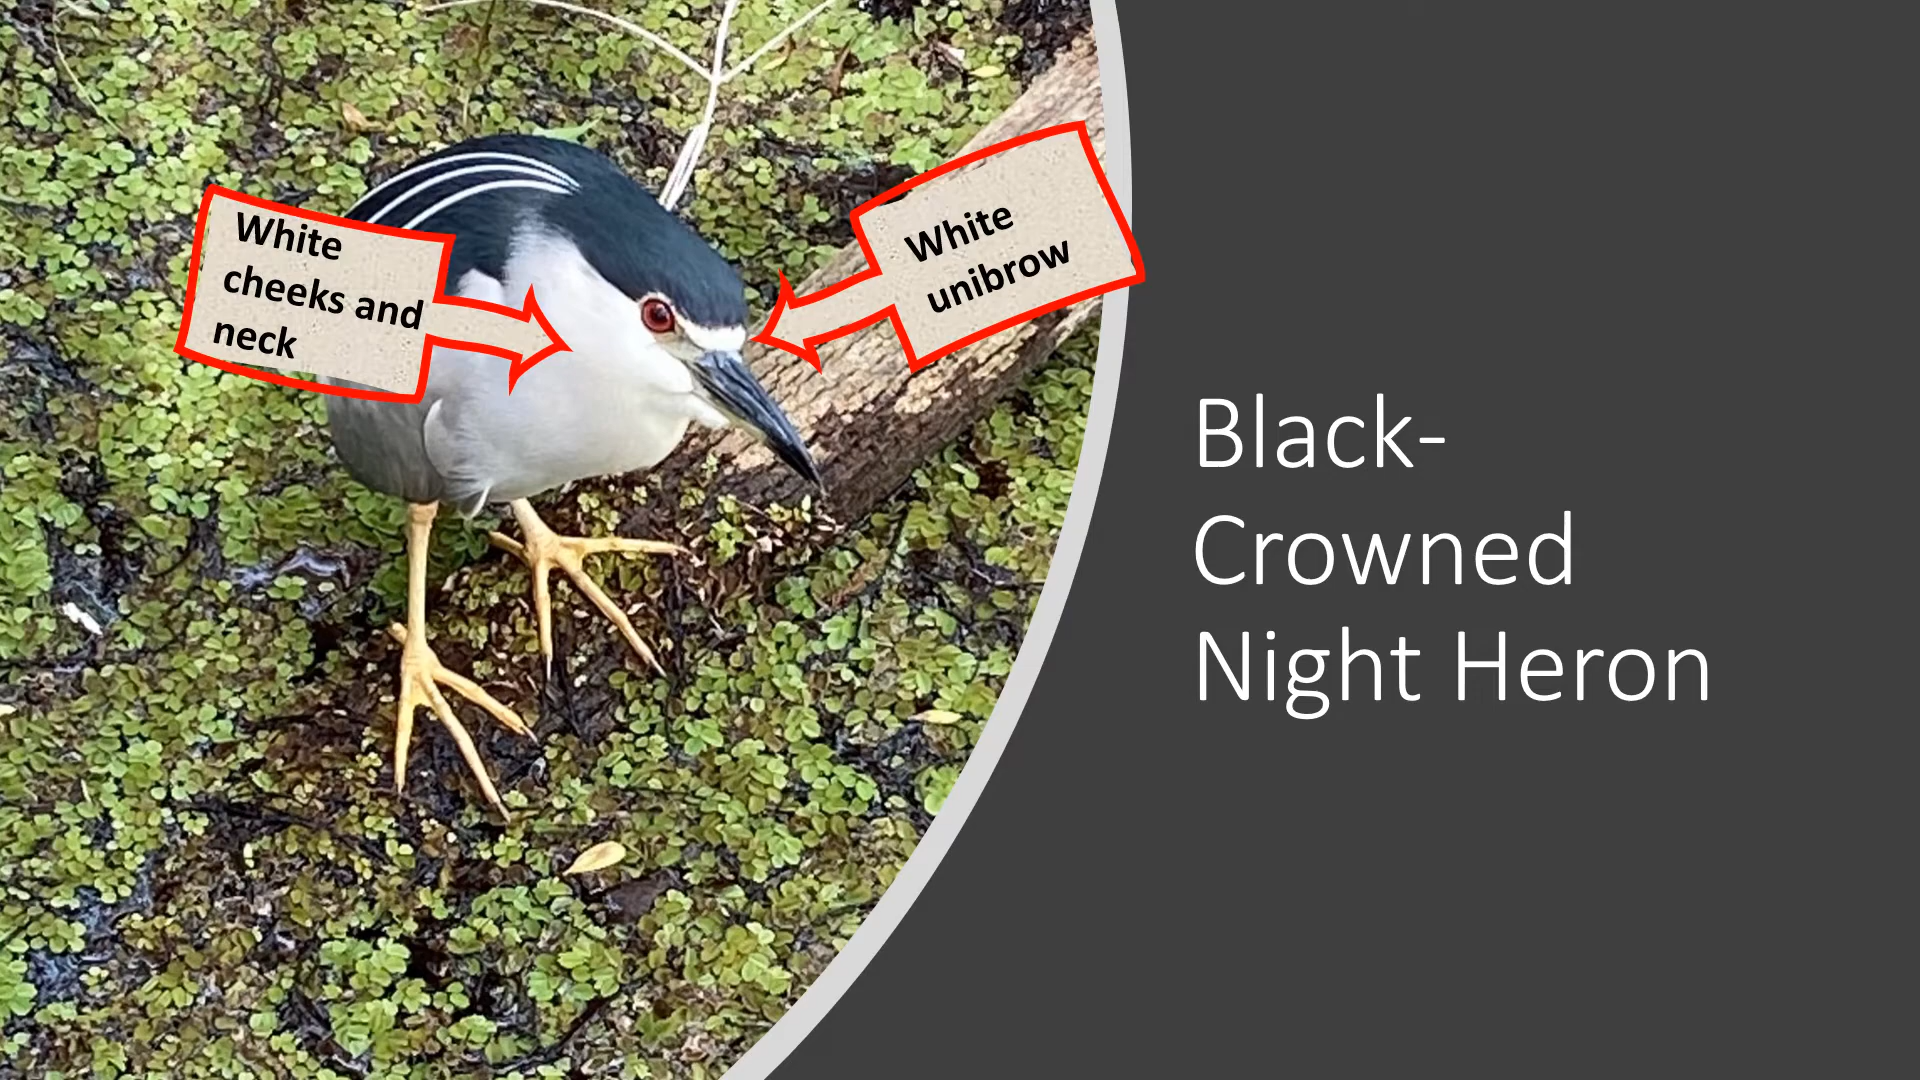 White
cheeks and
neck
White
unibrow
Black-
Crowned
Night Heron